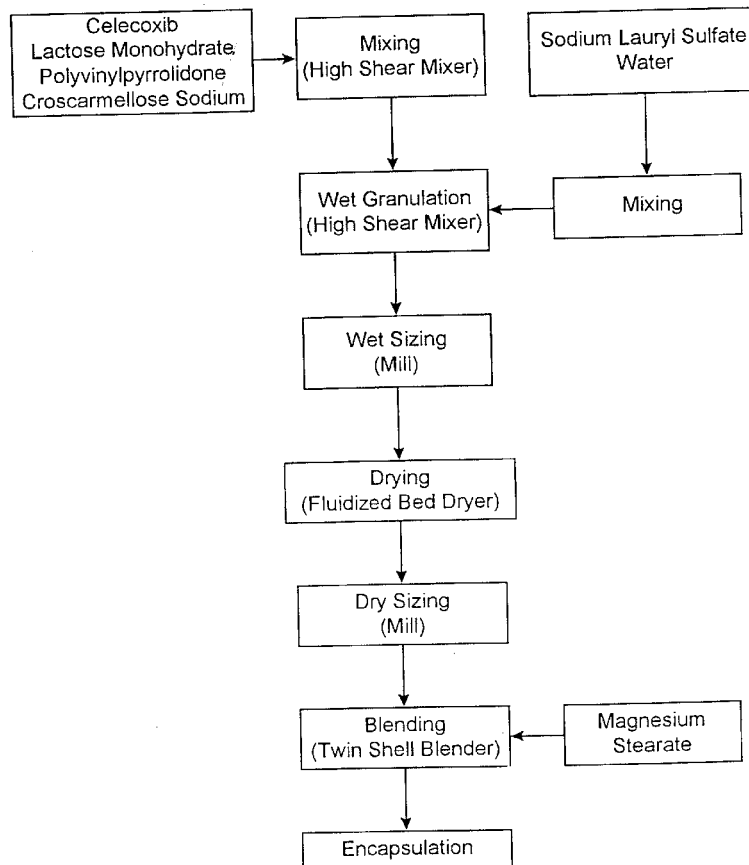 Celecoxib
Lactose Monohydrate
Polyvinylpyrrolidone
Croscarmellose Sodium
Mixing
(High Shear Mixer)
Sodium Lauryl Sulfate
Water
Wet Granulation
(High Shear Mixer)
Mixing
Wet Sizing
(Mill)
Drying
(Fluidized Bed Dryer)
Dry Sizing
(Mill)
Blending
(Twin Shell Blender)
Magnesium
Stearate
Encapsulation